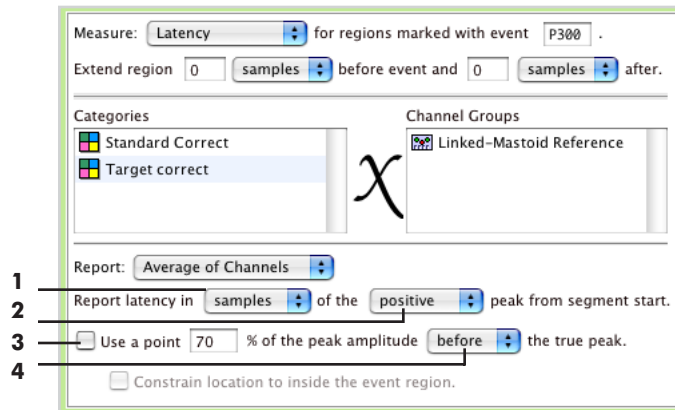 Measure: Latency for regions marked with event P300 .
Extend region 0 samples before event and 0 samples after.
Categories
Channel Groups
Standard Correct
Linked-Mastoid Reference
Target correct
X
Report: Average of Channels
1
Report latency in samples of the positive peak from segment start.
2
3
Use a point 70 % of the peak amplitude before the true peak.
4
Constrain location to inside the event region.